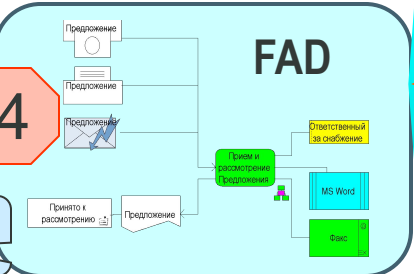 FAD
4
Предложение
Предложение
Предложение
Ответственный
за снабжение
Прием и
рассмотрение
Предложения
MS Word
Принято к
рассмотрению
Предложение
Факс